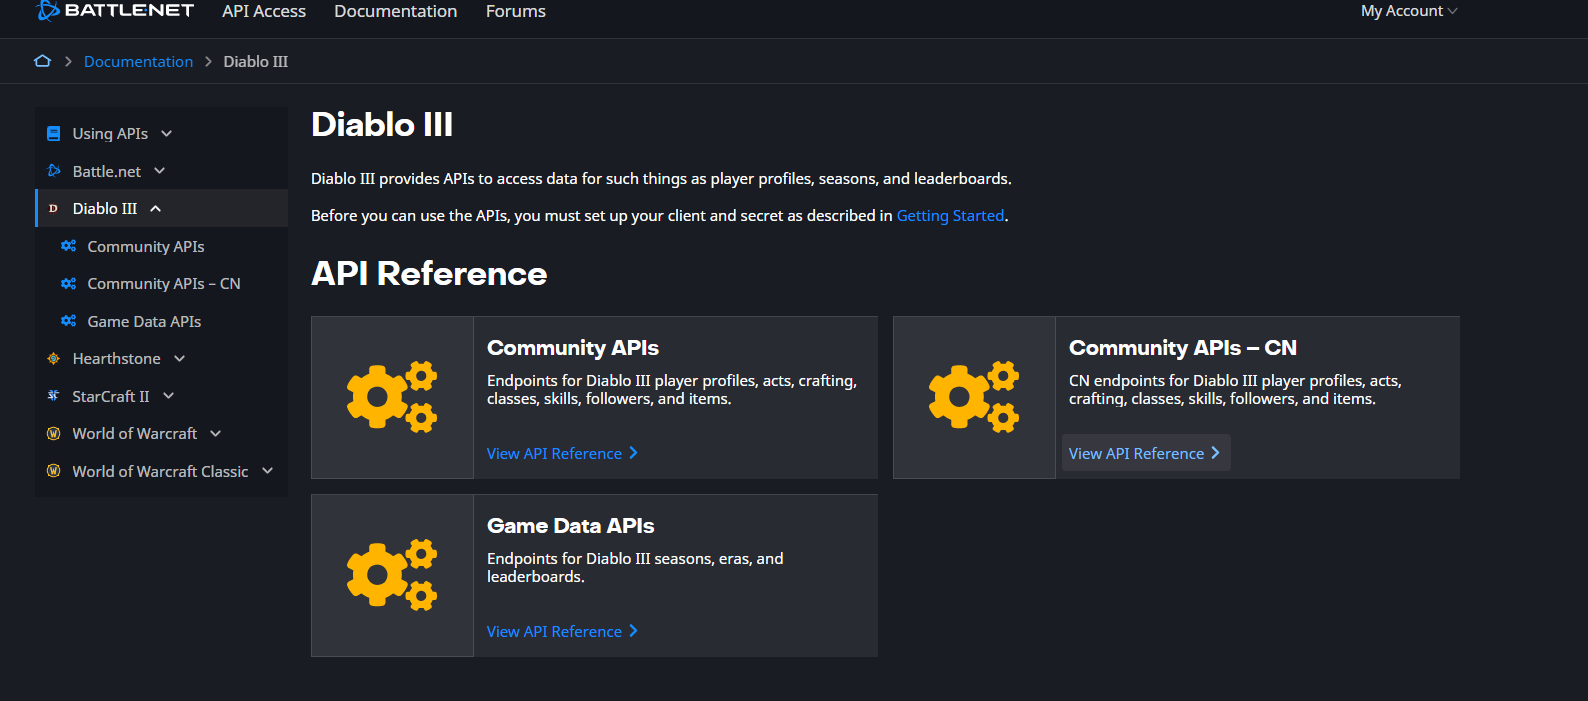 BATTLE.NET API Access Documentation Forums My Account
Documentation Diablo III
Using APIs
Battle.net
Diablo III
Community APIs
Community APIs – CN
Game Data APIs
Hearthstone
StarCraft II
World of Warcraft
World of Warcraft Classic
Diablo III
Diablo III provides APIs to access data for such things as player profiles, seasons, and leaderboards.
Before you can use the APIs, you must set up your client and secret as described in Getting Started.
API Reference
Community APIs
Endpoints for Diablo III player profiles, acts, crafting,
classes, skills, followers, and items.
View API Reference
Community APIs – CN
CN endpoints for Diablo III player profiles, acts,
crafting, classes, skills, followers, and items.
View API Reference
Game Data APIs
Endpoints for Diablo III seasons, eras, and
leaderboards.
View API Reference